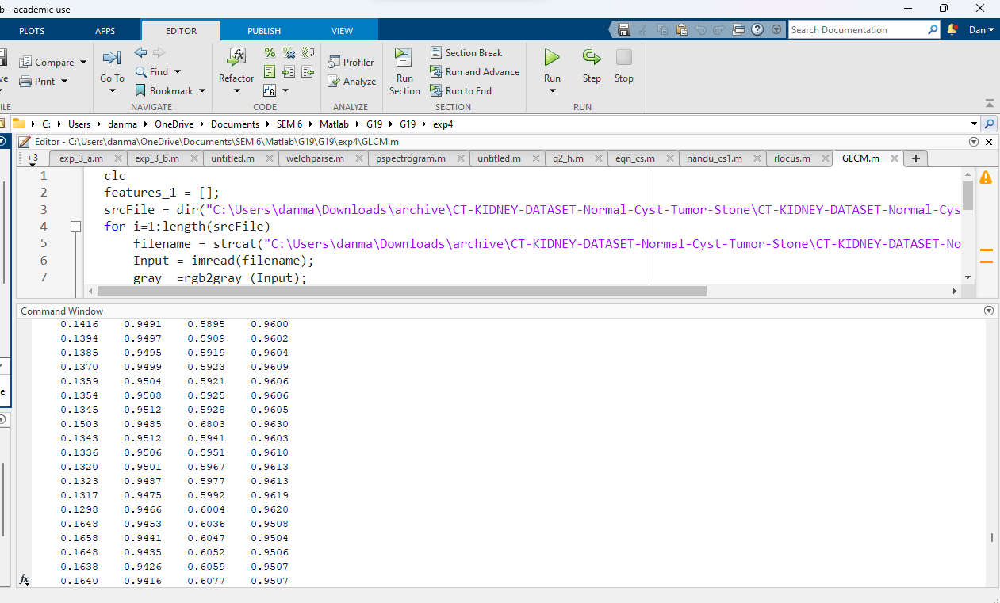 b - academic use
PLOTS APPS EDITOR PUBLISH VIEW Search Documentation Dan
Compare Go To Find Refactor Profiler Run Section Section Break Run Step Stop
Print Bookmark Analyze Run and Advance
Run to End
ILE NAVIGATE CODE ANALYZE SECTION RUN
C: Users danma OneDrive Documents SEM 6 Matlab G19 G19 exp4
Editor - C:\Users\danma\OneDrive\Documents\SEM 6\Matlab\G19\G19\exp4\GLCM.m
+3 exp_3_a.m exp_3_b.m untitled.m welchparse.m pspectrogram.m untitled.m q2_h.m eqn_cs.m nandu_cs1.m rlocus.m GLCM.m
1 clc
2 features_1 = [];
3 srcFile = dir("C:\Users\danma\Downloads\archive\CT-KIDNEY-DATASET-Normal-Cyst-Tumor-Stone\CT-KIDNEY-DATASET-Normal-Cys
4 for i=1:length(srcFile)
5 filename = strcat("C:\Users\danma\Downloads\archive\CT-KIDNEY-DATASET-Normal-Cyst-Tumor-Stone\CT-KIDNEY-DATASET-No
6 Input = imread(filename);
7 gray =rgb2gray (Input);
Command Window
0.1416 0.9491 0.5895 0.9600
0.1394 0.9497 0.5909 0.9602
0.1385 0.9495 0.5919 0.9604
0.1370 0.9499 0.5923 0.9609
0.1359 0.9504 0.5921 0.9606
0.1354 0.9508 0.5925 0.9606
0.1345 0.9512 0.5928 0.9605
0.1503 0.9485 0.6803 0.9630
0.1343 0.9512 0.5941 0.9603
0.1336 0.9506 0.5951 0.9610
0.1320 0.9501 0.5967 0.9613
0.1323 0.9487 0.5977 0.9613
0.1317 0.9475 0.5992 0.9619
0.1298 0.9466 0.6004 0.9620
0.1648 0.9453 0.6036 0.9508
0.1658 0.9441 0.6047 0.9504
0.1648 0.9435 0.6052 0.9506
0.1638 0.9426 0.6059 0.9507
fx 0.1640 0.9416 0.6077 0.9507